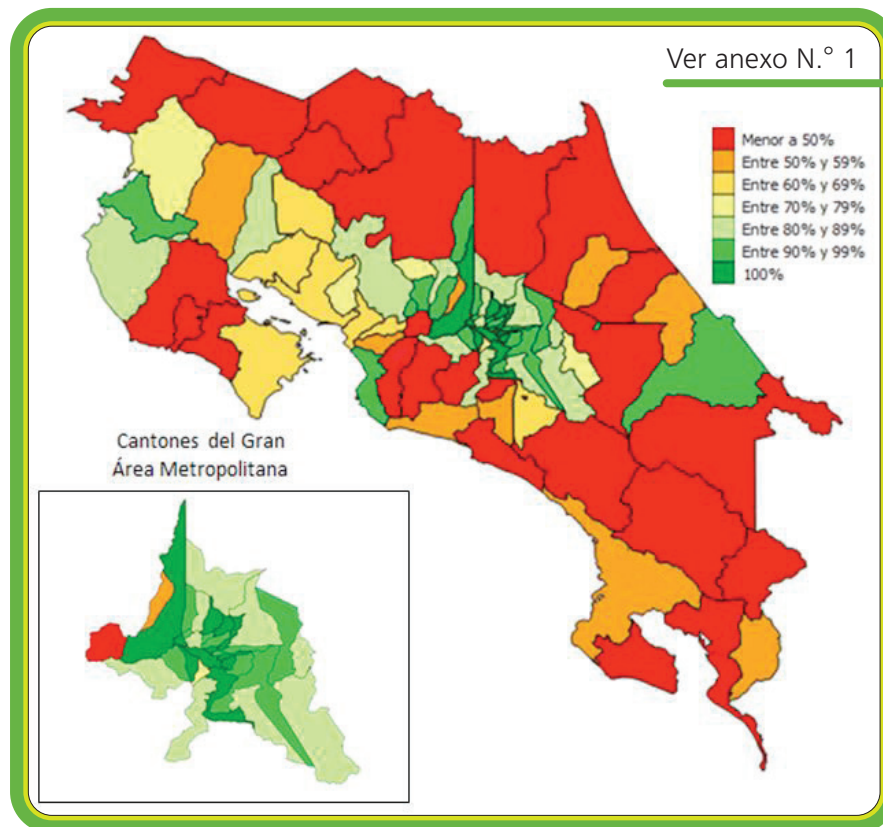 Ver anexo N.° 1
Menor a 50%
Entre 50% y 59%
Entre 60% y 69%
Entre 70% y 79%
Entre 80% y 89%
Entre 90% y 99%
100%
Cantones del Gran
Área Metropolitana